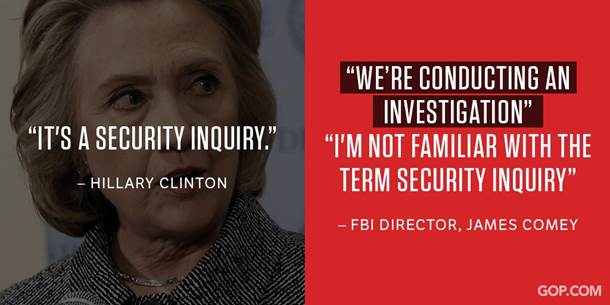 “IT’S A SECURITY INQUIRY.”
– HILLARY CLINTON
“WE’RE CONDUCTING AN
INVESTIGATION”
“I'M NOT FAMILIAR WITH THE
TERM SECURITY INQUIRY”
– FBI DIRECTOR, JAMES COMEY
GOP.COM